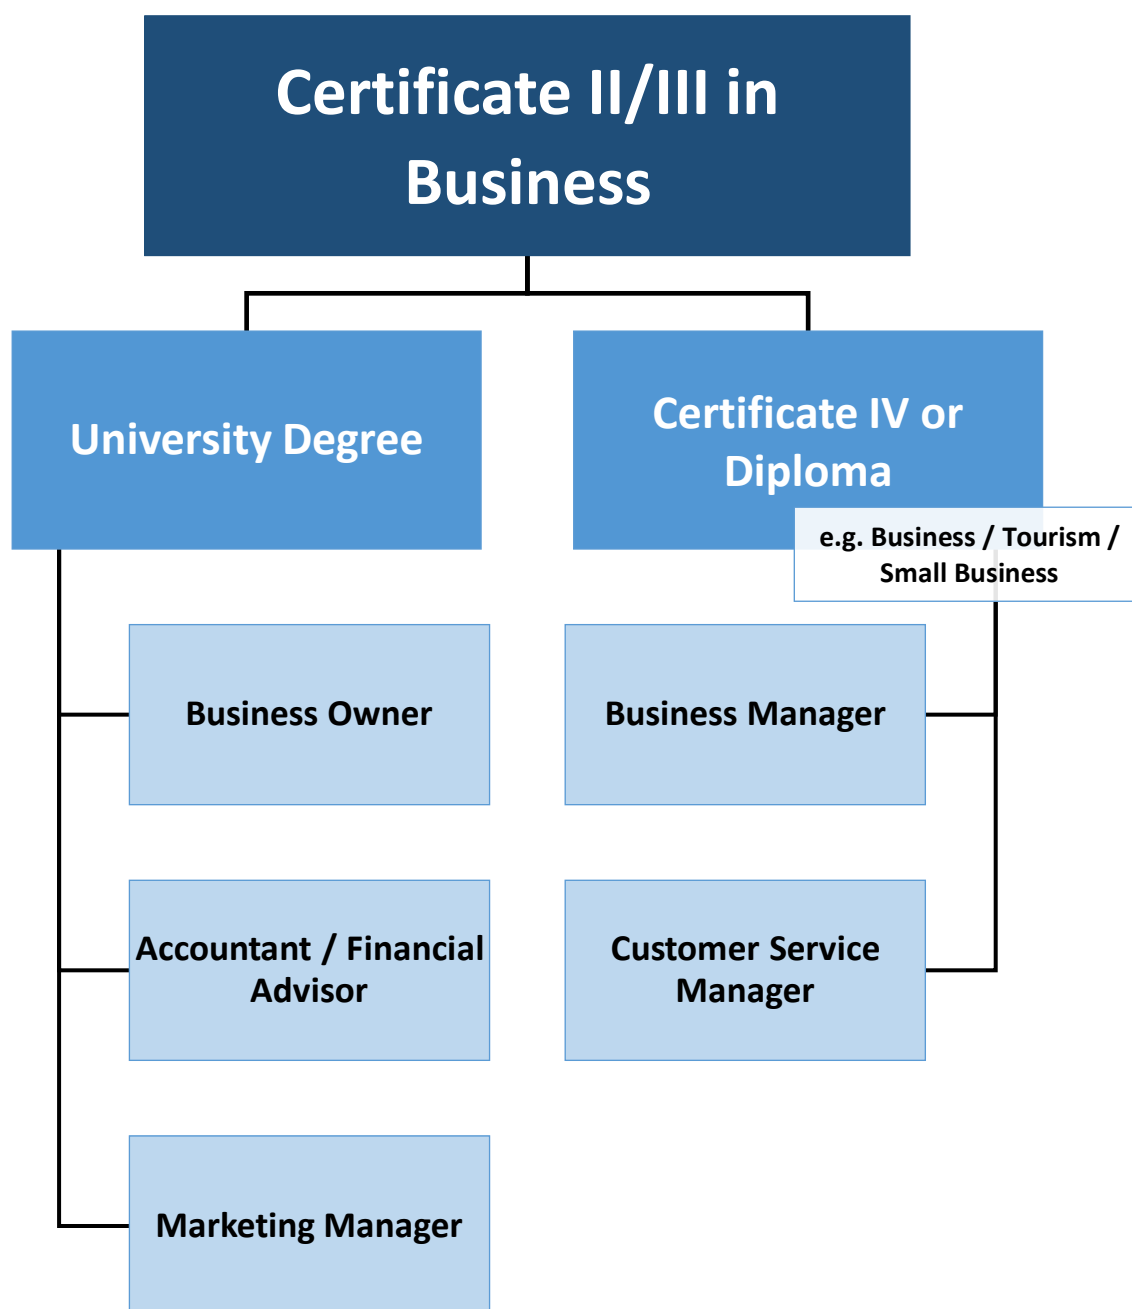 Certificate II/III in
Business
University Degree
Certificate IV or
Diploma
e.g. Business / Tourism /
Small Business
Business Owner
Business Manager
Accountant / Financial
Advisor
Customer Service
Manager
Marketing Manager